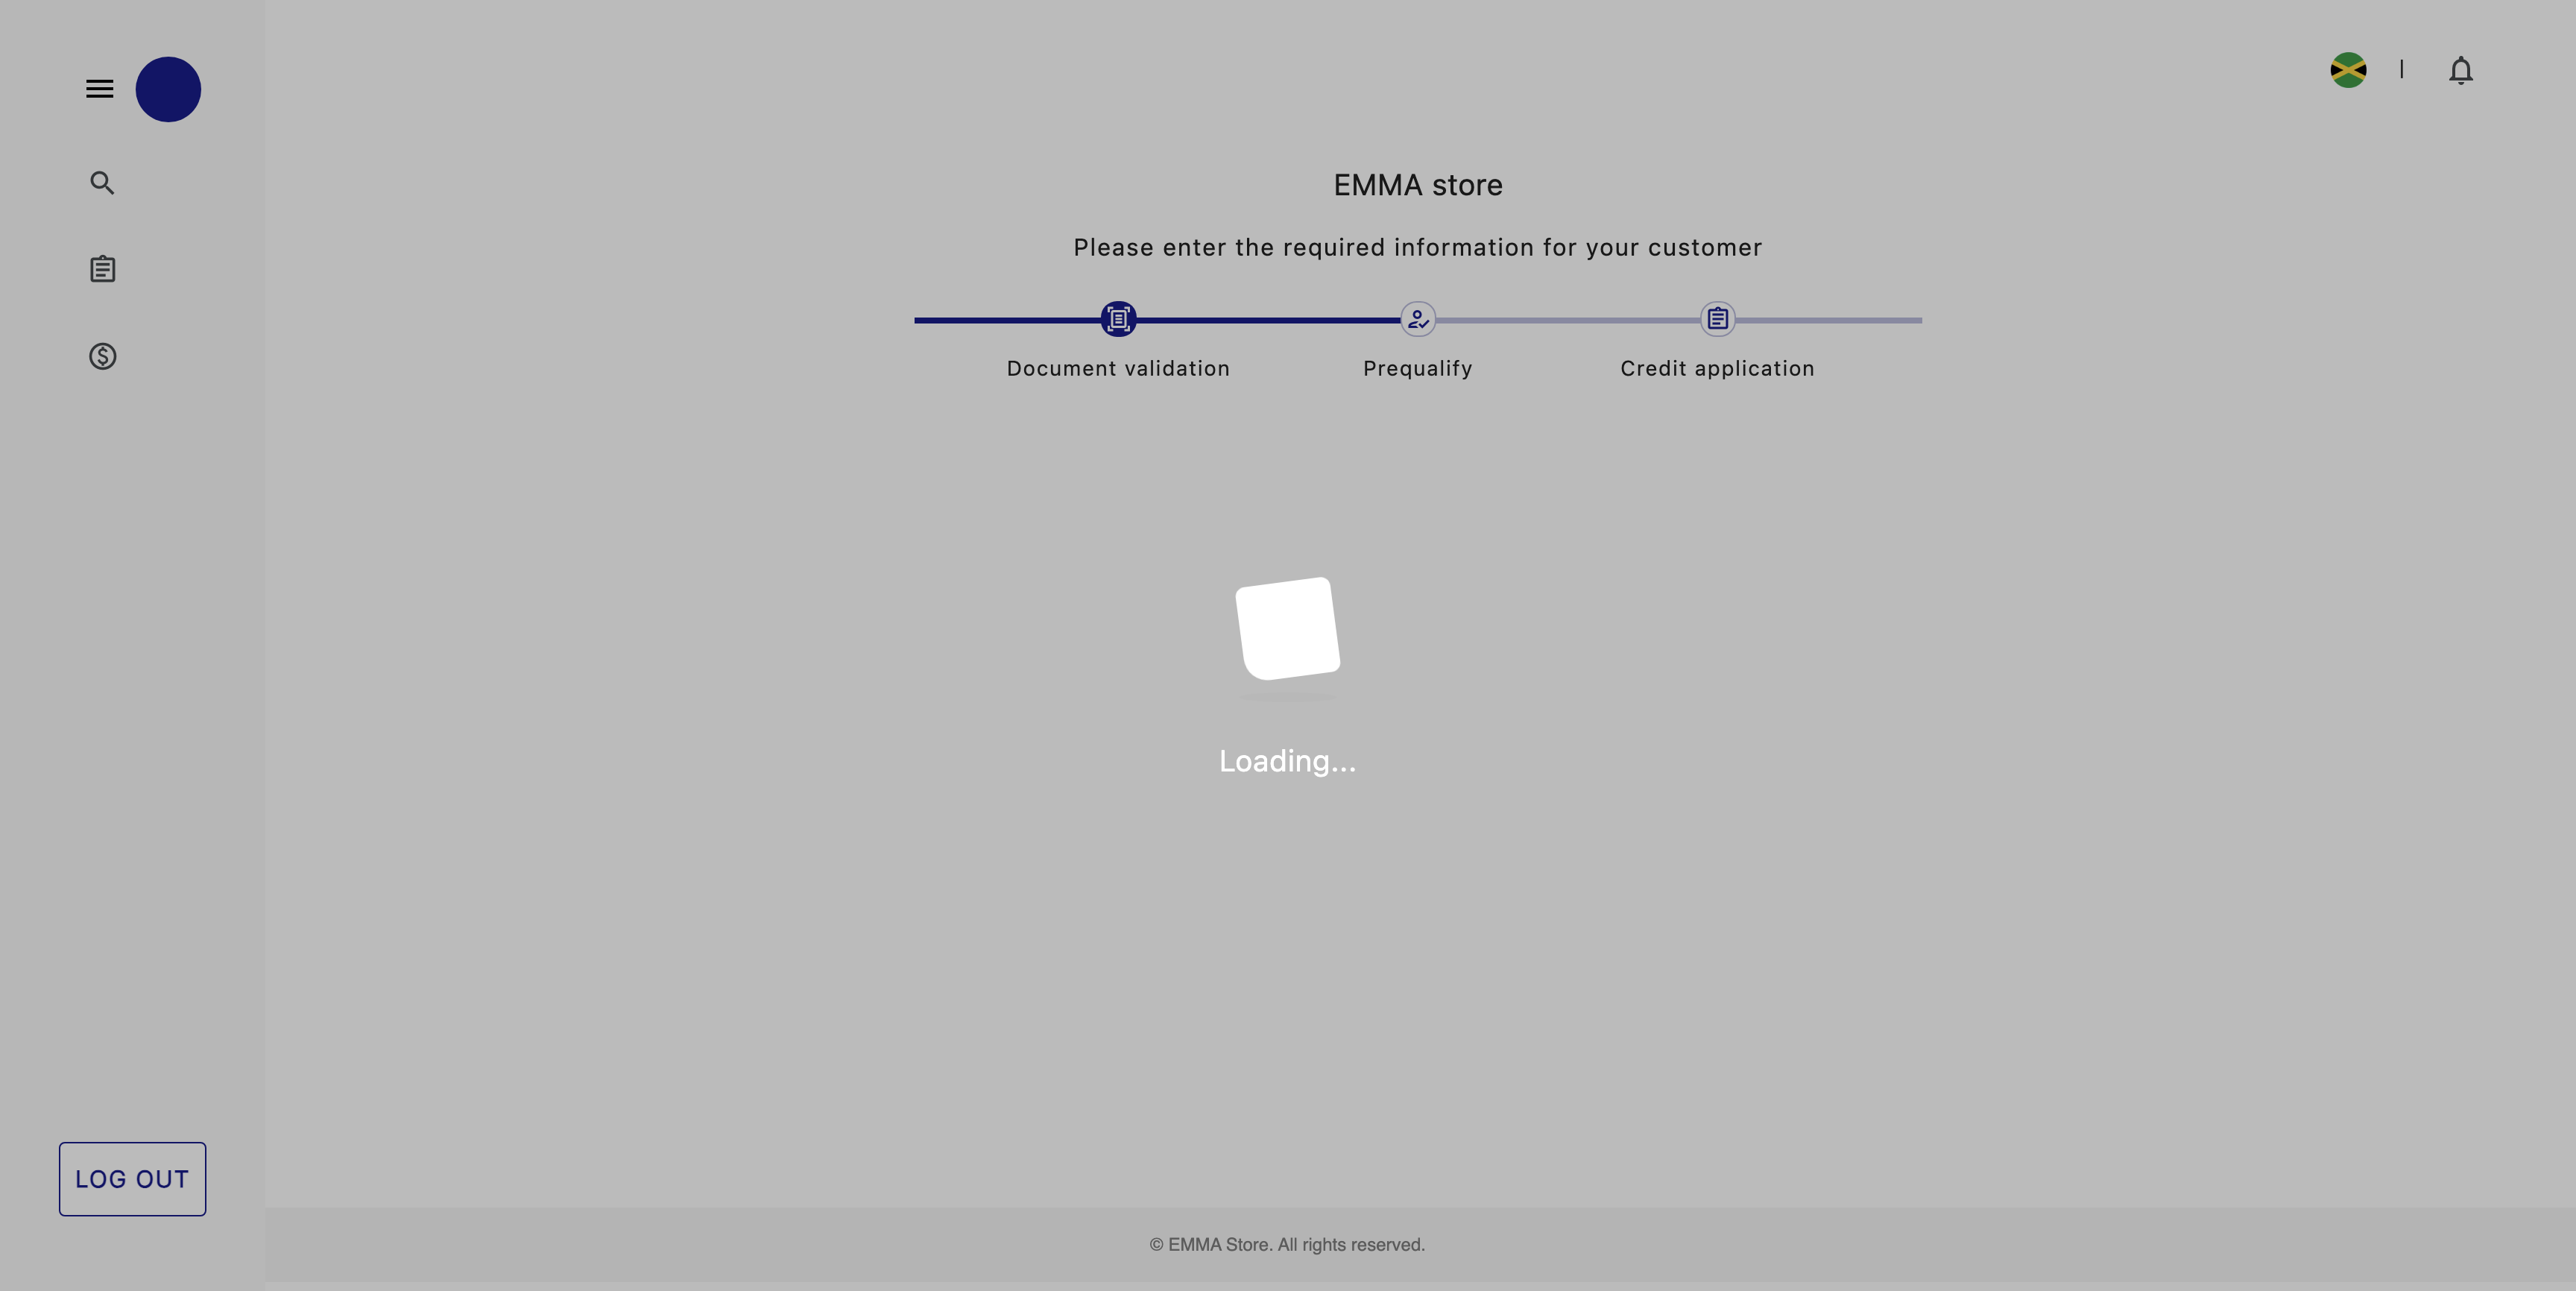 EMMA store
Please enter the required information for your customer
Document validation
Prequalify
Credit application
Loading...
LOG OUT
© EMMA Store. All rights reserved.